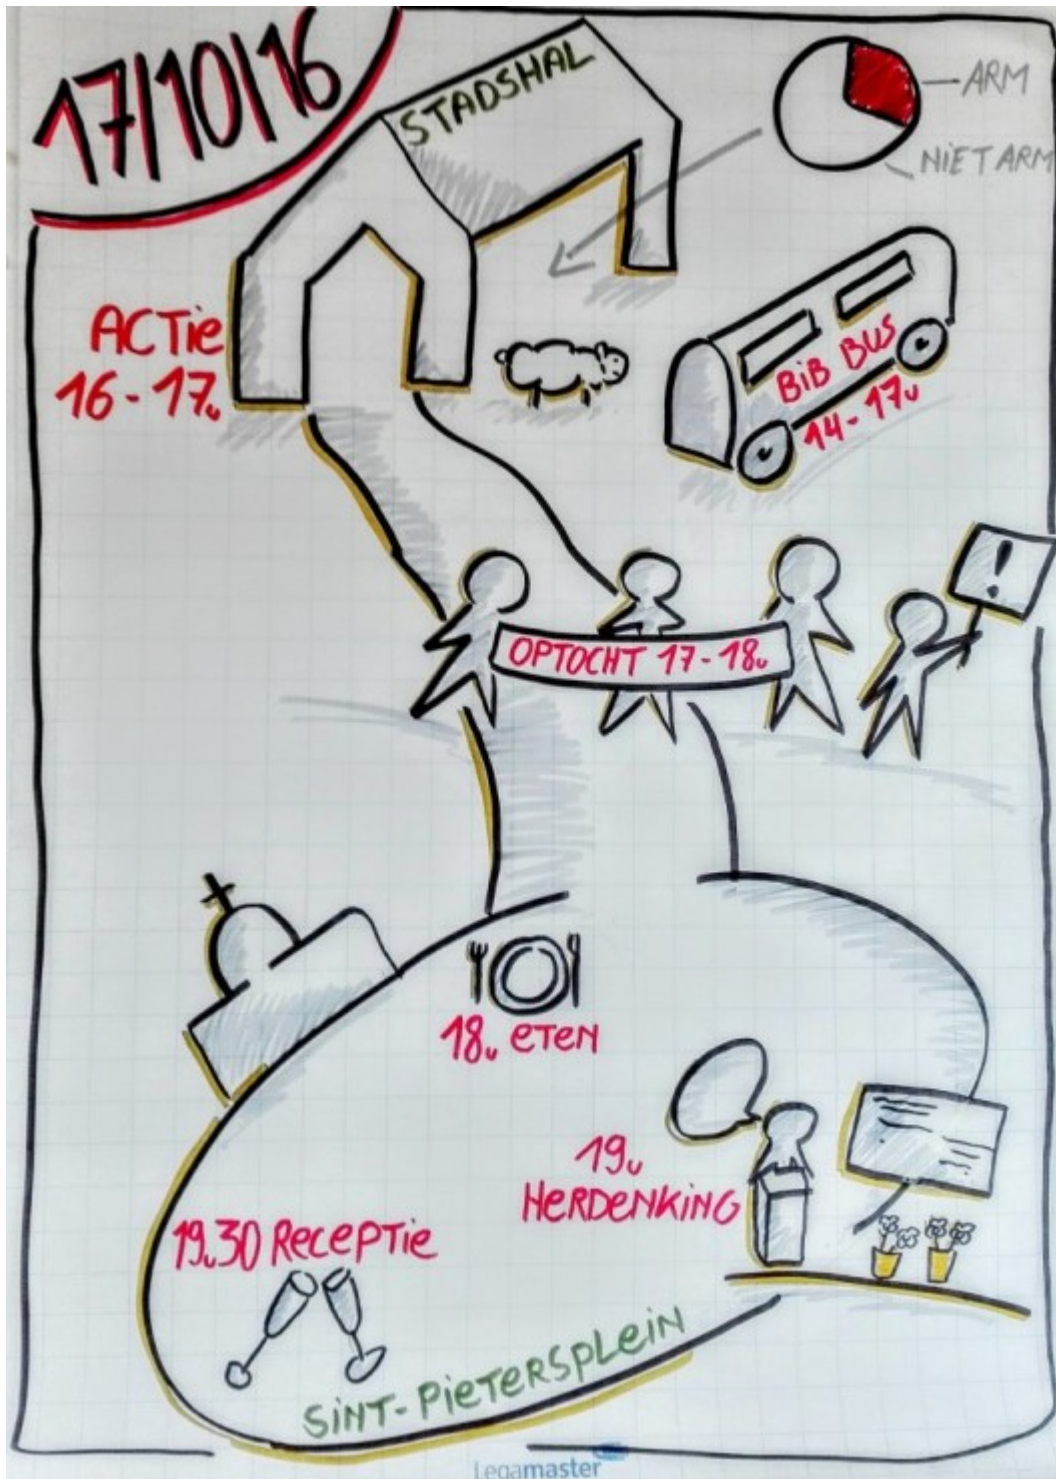 17/10/16
STADSHAL
ARM
NIET ARM
ACTie
16 - 17u
BiB BUS
14 - 17u
!
OPTOCHT 17 - 18u
18u eTeN
19u
HERDENKiNG
19u30 ReCePTie
SiNT-PieTeRSPLeiN
Legamaster